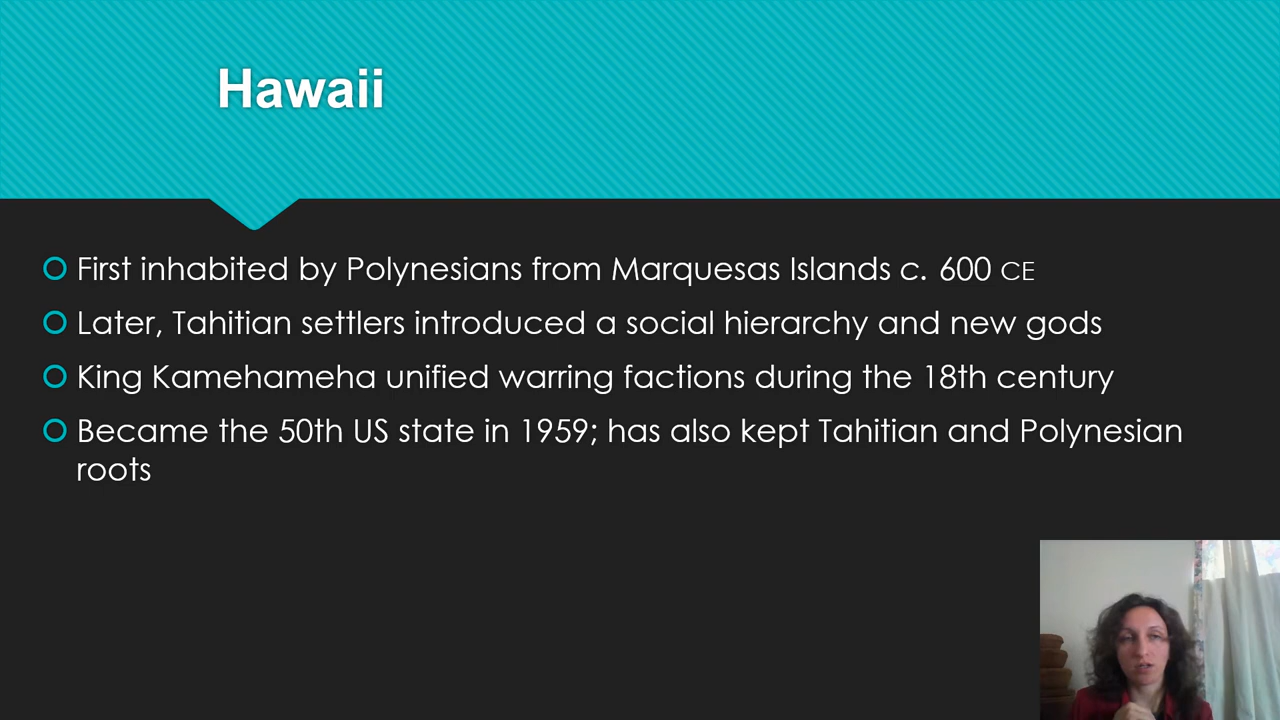 Hawaii
First inhabited by Polynesians from Marquesas Islands c. 600 CE
Later, Tahitian settlers introduced a social hierarchy and new gods
King Kamehameha unified warring factions during the 18th century
Became the 50th US state in 1959; has also kept Tahitian and Polynesian
roots